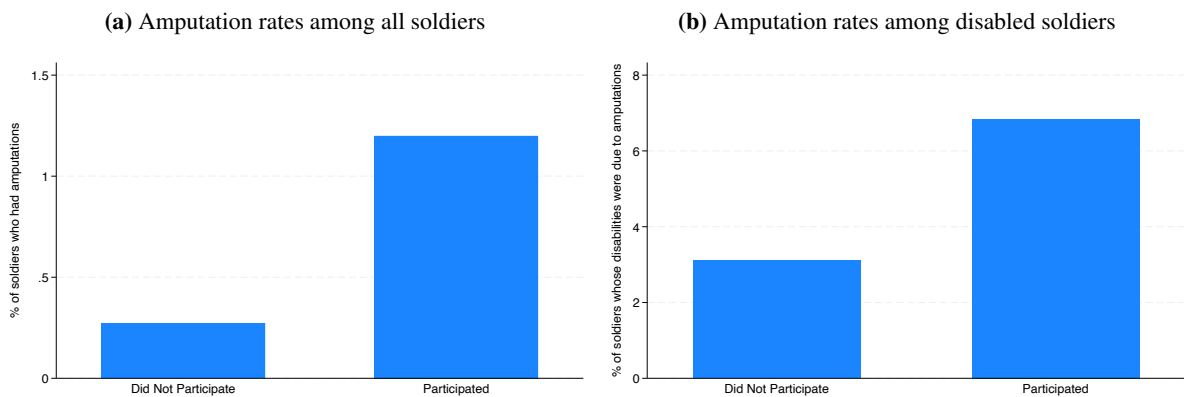 (a) Amputation rates among all soldiers
% of soldiers who had amputations
1.5
1
.5
0
Did Not Participate Participated
(b) Amputation rates among disabled soldiers
% of soldiers whose disabilities were due to amputations
8
6
4
2
0
Did Not Participate Participated